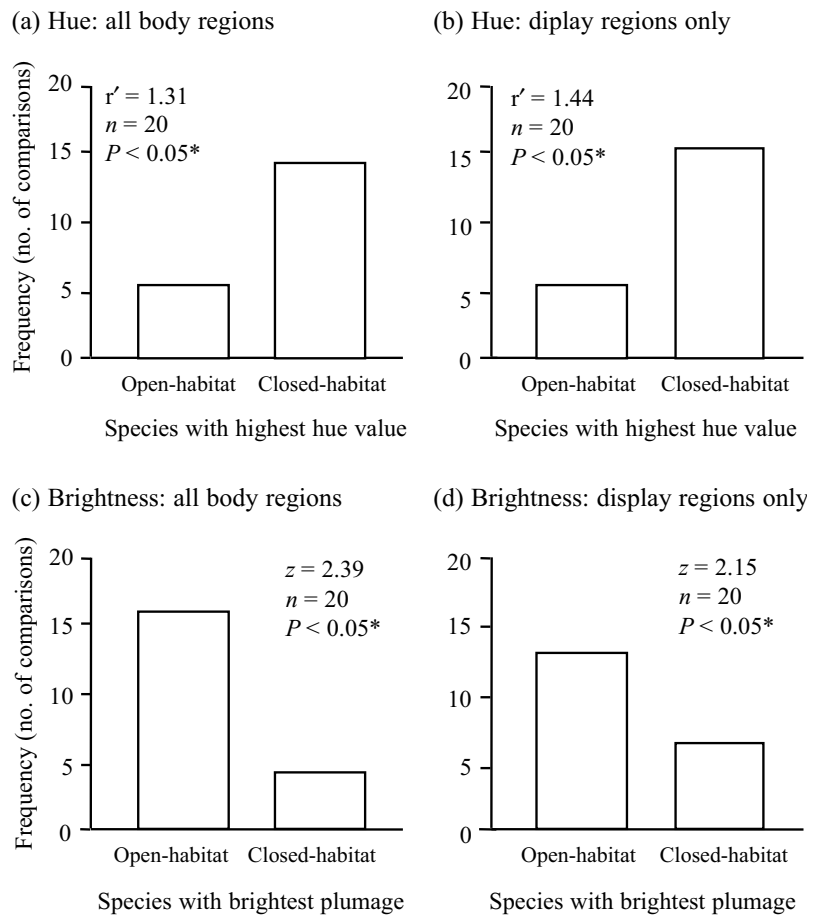 (a) Hue: all body regions
Frequency (no. of comparisons)
20
15
10
5
0
r′ = 1.31
n = 20
P < 0.05*
Open-habitat Closed-habitat
Species with highest hue value
(b) Hue: diplay regions only
20
15
10
5
0
r′ = 1.44
n = 20
P < 0.05*
Open-habitat Closed-habitat
Species with highest hue value
(c) Brightness: all body regions
Frequency (no. of comparisons)
20
15
10
5
0
z = 2.39
n = 20
P < 0.05*
Open-habitat Closed-habitat
Species with brightest plumage
(d) Brightness: display regions only
20
15
10
5
0
z = 2.15
n = 20
P < 0.05*
Open-habitat Closed-habitat
Species with brightest plumage